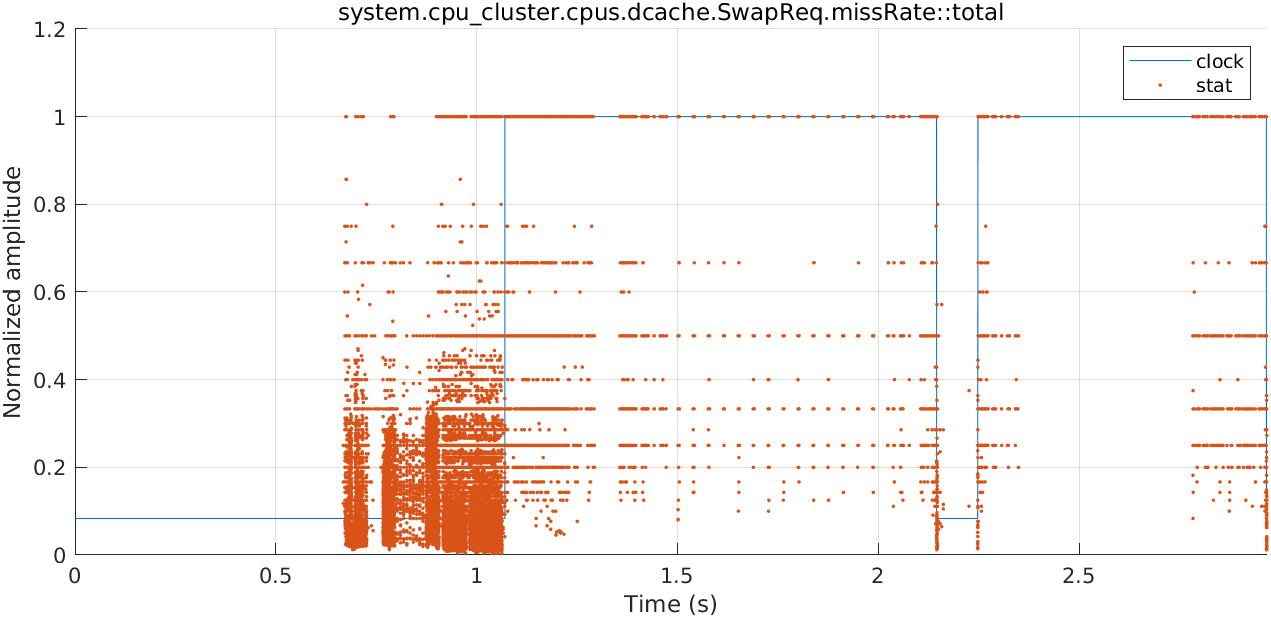 system.cpu_cluster.cpus.dcache.SwapReq.missRate::total
1.2
1
0.8
0.6
0.4
0.2
0
Normalized amplitude
clock
stat
0 0.5 1 1.5 2 2.5
Time (s)